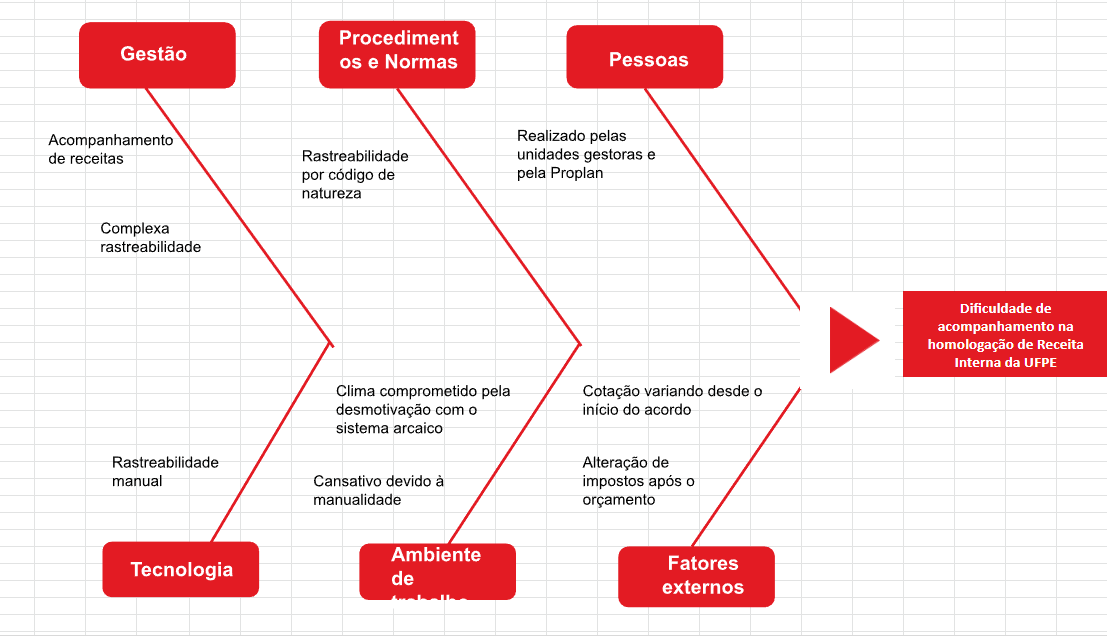 Gestão
Procediment
os e Normas
Pessoas
Acompanhamento
de receitas
Complexa
rastreabilidade
Rastreabilidade
por código de
natureza
Realizado pelas
unidades gestoras e
pela Proplan
Dificuldade de
acompanhamento na
homologação de Receita
Interna da UFPE
Rastreabilidade
manual
Clima comprometido pela
desmotivação com o
sistema arcaico
Cansativo devido à
manualidade
Cotação variando desde o
início do acordo
Alteração de
impostos após o
orçamento
Tecnologia
Ambiente
de
trabalho
Fatores
externos